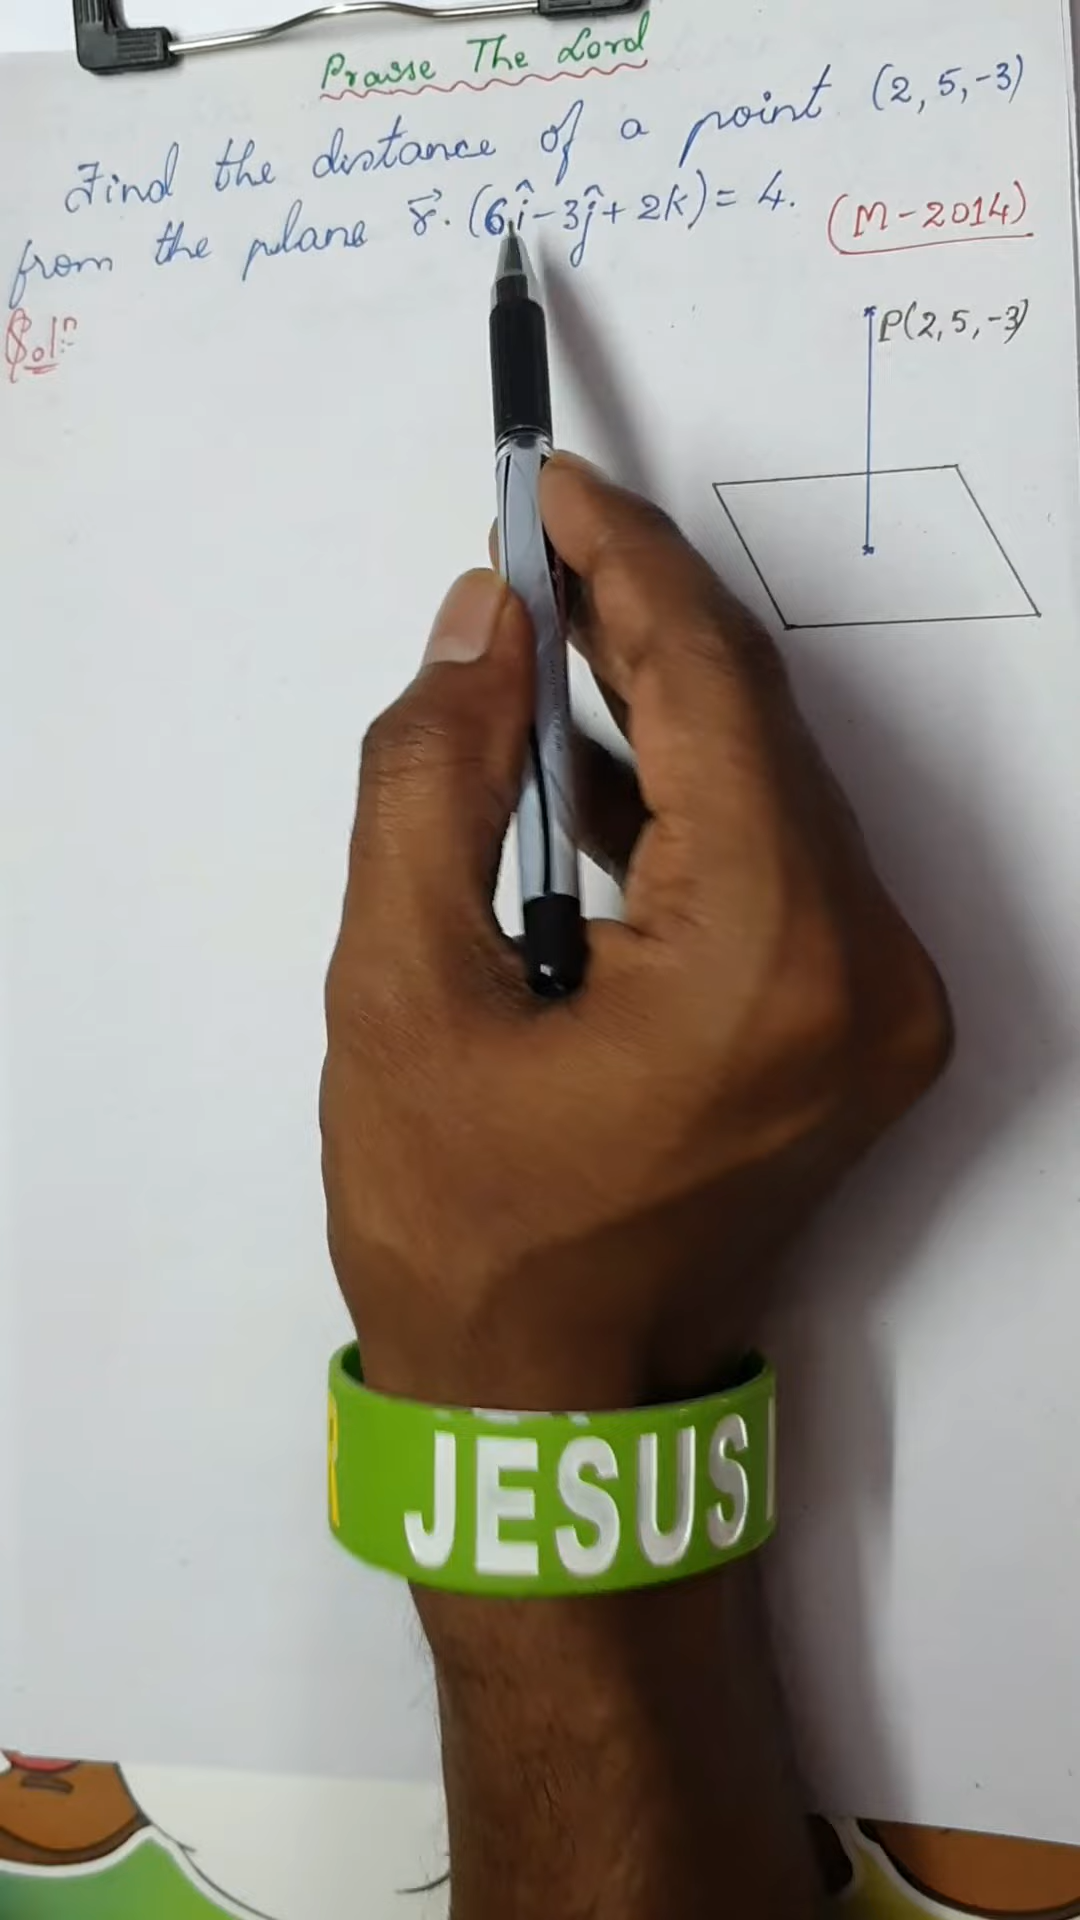 Praise The Lord
Find the distance of a point (2, 5, -3)
from the plane r⃗. (6î - 3ĵ + 2k) = 4.
(M-2014)
Soln:
P(2, 5, -3)
JESUS